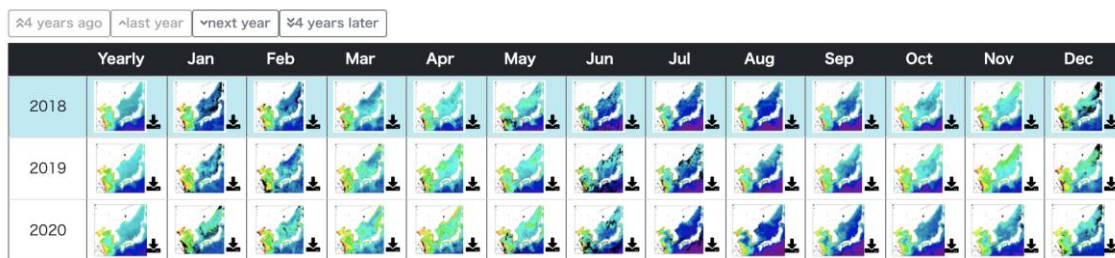 4 years ago last year next year 4 years later
Yearly Jan Feb Mar Apr May Jun Jul Aug Sep Oct Nov Dec
2018
2019
2020